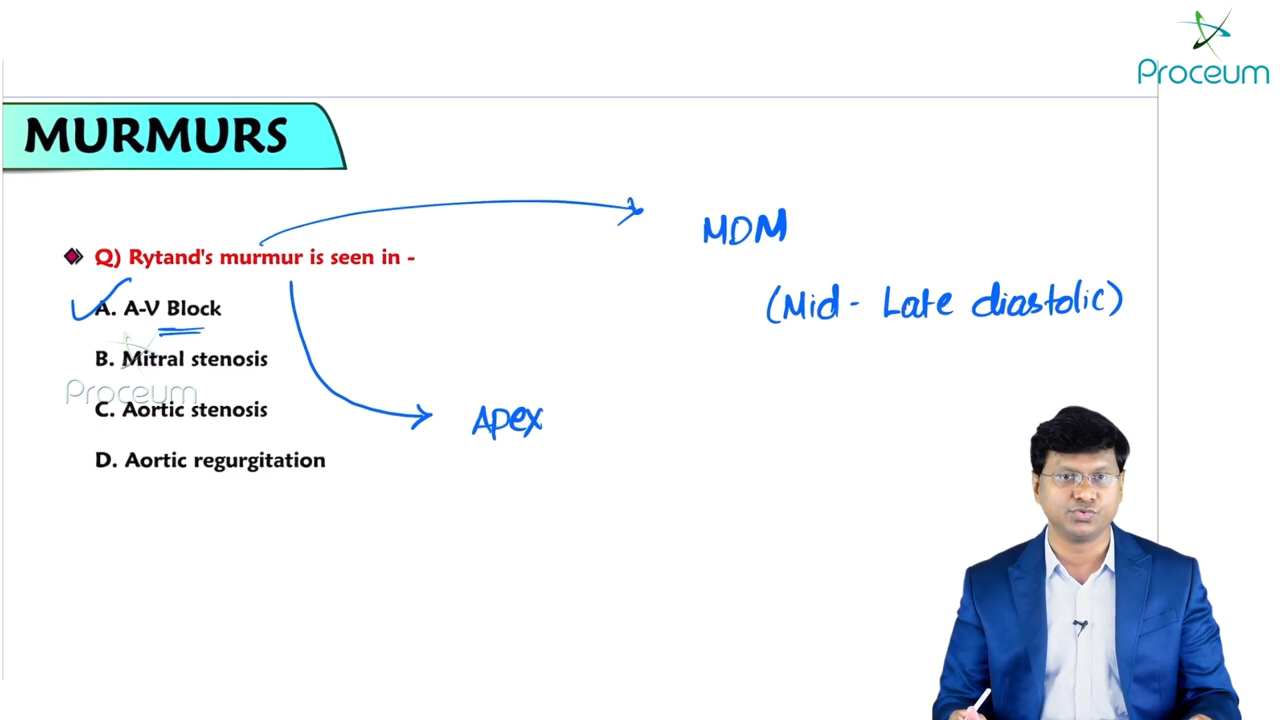 Proceum
MURMURS
MDM
Q) Rytand's murmur is seen in -
(Mid - Late diastolic)
A. A-V Block
B. Mitral stenosis
Proceum
C. Aortic stenosis
Apex
D. Aortic regurgitation